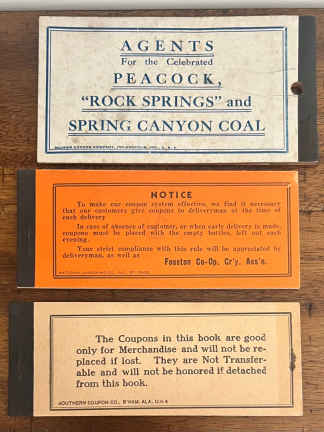 AGENTS
For the Celebrated
PEACOCK,
"ROCK SPRINGS" and
SPRING CANYON COAL
ALLISON COUPON COMPANY, INDIANAPOLIS, IND., U.S.A.
NOTICE
To make our coupon system effective, we find it necessary
that our customers give coupons to deliveryman at the time of
each delivery
In case of absence of customer, or when early delivery is made,
coupons must be placed with the empty bottles, left out each
evening.
Your strict compliance with this rule will be appreciated by
deliveryman, as well as
Fosston Co-Op. Cr'y. Ass'n.
The Coupons in this book are good
only for Merchandise and will not be re-
placed if lost. They are Not Transfer-
able and will not be honored if detached
from this book.
SOUTHERN COUPON CO., B'HAM, ALA., U.S.A.